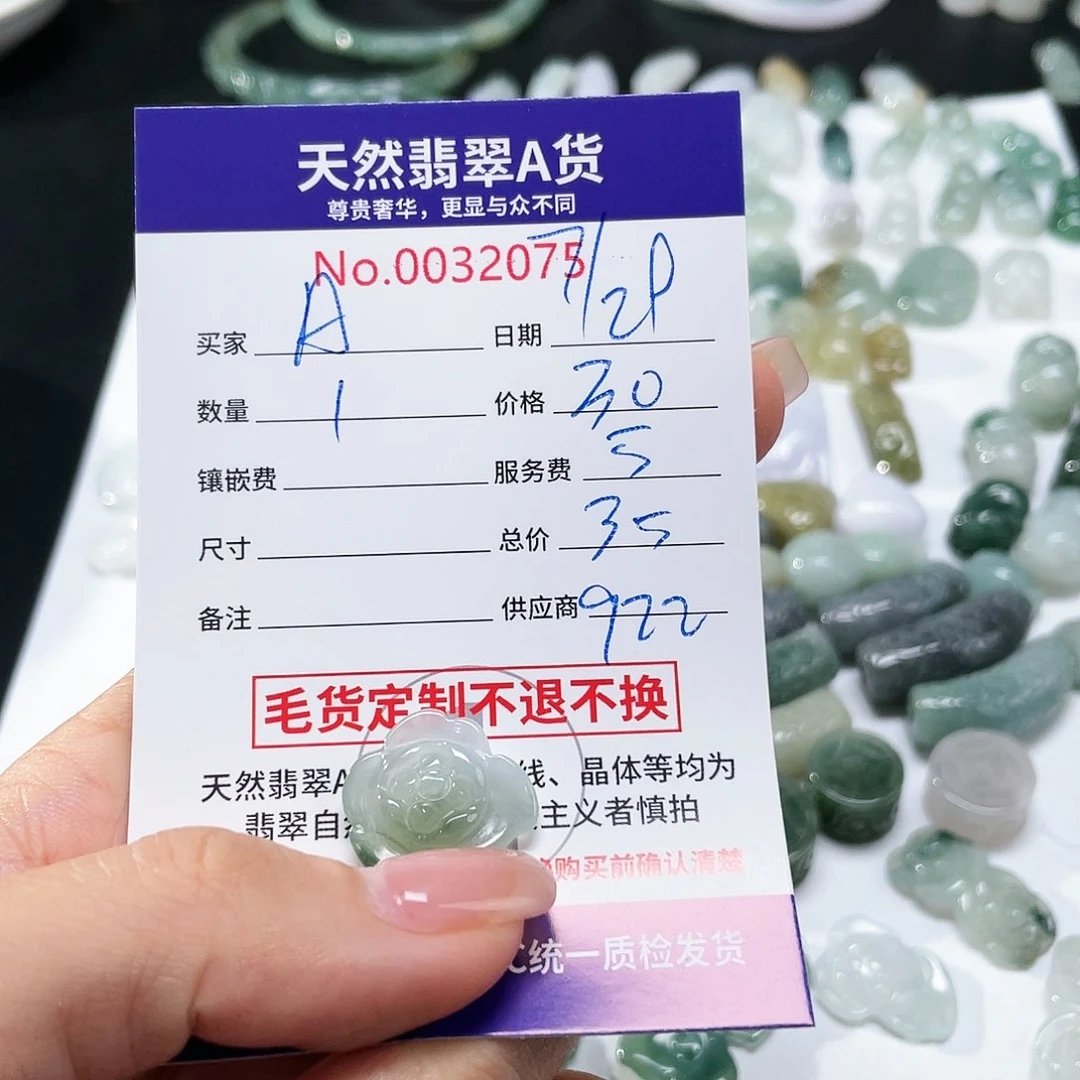 天然翡翠A货
尊贵奢华，更显与众不同
No.0032075
买家 A 日期 7/21
数量 1 价格 30
镶嵌费 服务费 5
尺寸 总价 35
备注 供应商 922
毛货定制不退不换
天然翡翠A 线、晶体等均为
翡翠自 主义者慎拍
购买前确认清楚
C统一质检发货